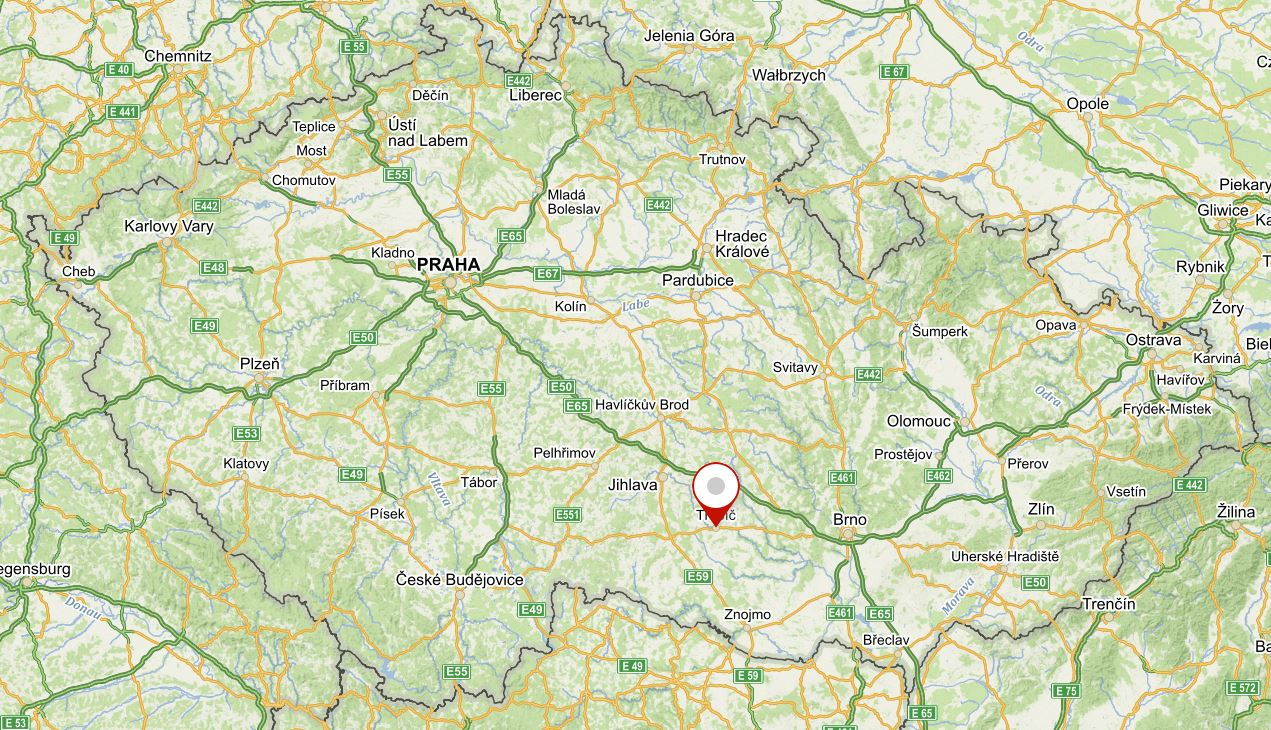 Jelenia Góra
E 55
Chemnitz
Odra
Cz
E 40
E442
Wałbrzych
E 67
Děčín
Liberec
Opole
E 441
Teplice
Ústí
nad Labem
Most
Trutnov
E55
Chomutov
Piekary
Mladá
Boleslav
E442
E442
Gliwice
Ka
Karlovy Vary
E 49
E65
Hradec
Králové
Kladno
PRAHA
Cheb
E48
E67
Rybnik
Pardubice
Kolín
Labe
Żory
E49
Šumperk
Opava
E50
Ostrava
Biel
Karviná
Plzeň
Svitavy
E442
Příbram
E55
E50
Havířov
Odra
E65
Havlíčkův Brod
Frýdek-Místek
Olomouc
E53
Pelhřimov
Prostějov
Klatovy
Přerov
E49
Vltava
Tábor
Jihlava
E461
E462
E 442
Vsetín
Písek
E551
Brno
Zlín
Žilina
Uherské Hradiště
egensburg
České Budějovice
E59
E50
Donau
E49
Morava
Trenčín
Znojmo
E461
E65
Břeclav
Ba
E55
E 49
E 59
E 75
E 572
E 53
E 65